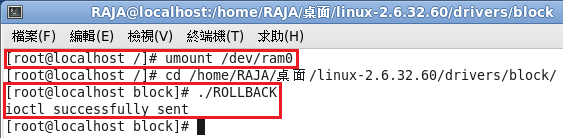 RAJA@localhost:/home/RAJA/桌面/linux-2.6.32.60/drivers/block
檔案(F) 編輯(E) 檢視(V) 終端機(T) 求助(H)
[root@localhost /]# umount /dev/ram0
[root@localhost /]# cd /home/RAJA/桌面/linux-2.6.32.60/drivers/block/
[root@localhost block]# ./ROLLBACK
ioctl successfully sent
[root@localhost block]#